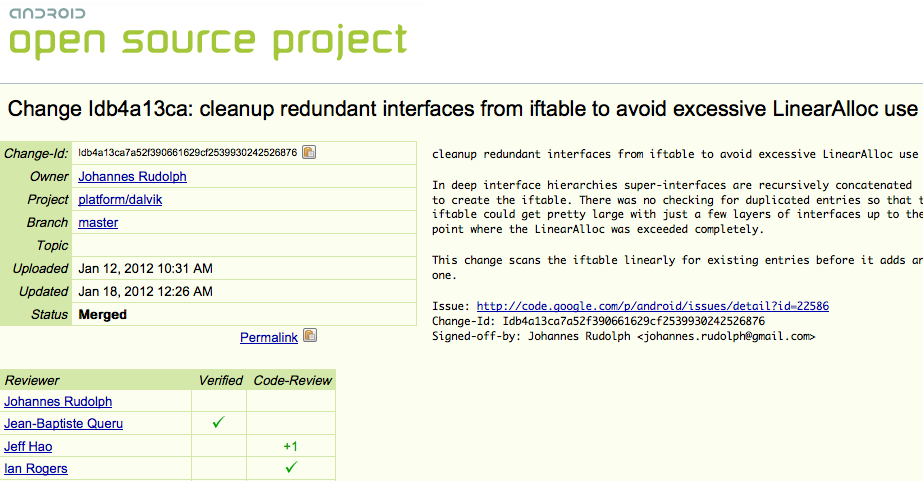 ANDROID
open source project
Change Idb4a13ca: cleanup redundant interfaces from iftable to avoid excessive LinearAlloc use
Change-Id: Idb4a13ca7a52f390661629cf2539930242526876
Owner Johannes Rudolph
Project platform/dalvik
Branch master
Topic
Uploaded Jan 12, 2012 10:31 AM
Updated Jan 18, 2012 12:26 AM
Status Merged
Permalink
cleanup redundant interfaces from iftable to avoid excessive LinearAlloc use
In deep interface hierarchies super-interfaces are recursively concatenated
to create the iftable. There was no checking for duplicated entries so that t
iftable could get pretty large with just a few layers of interfaces up to the
point where the LinearAlloc was exceeded completely.
This change scans the iftable linearly for existing entries before it adds an
one.
Issue: http://code.google.com/p/android/issues/detail?id=22586
Change-Id: Idb4a13ca7a52f390661629cf2539930242526876
Signed-off-by: Johannes Rudolph <johannes.rudolph@gmail.com>
Reviewer Verified Code-Review
Johannes Rudolph
Jean-Baptiste Queru ✓
Jeff Hao +1
Ian Rogers ✓